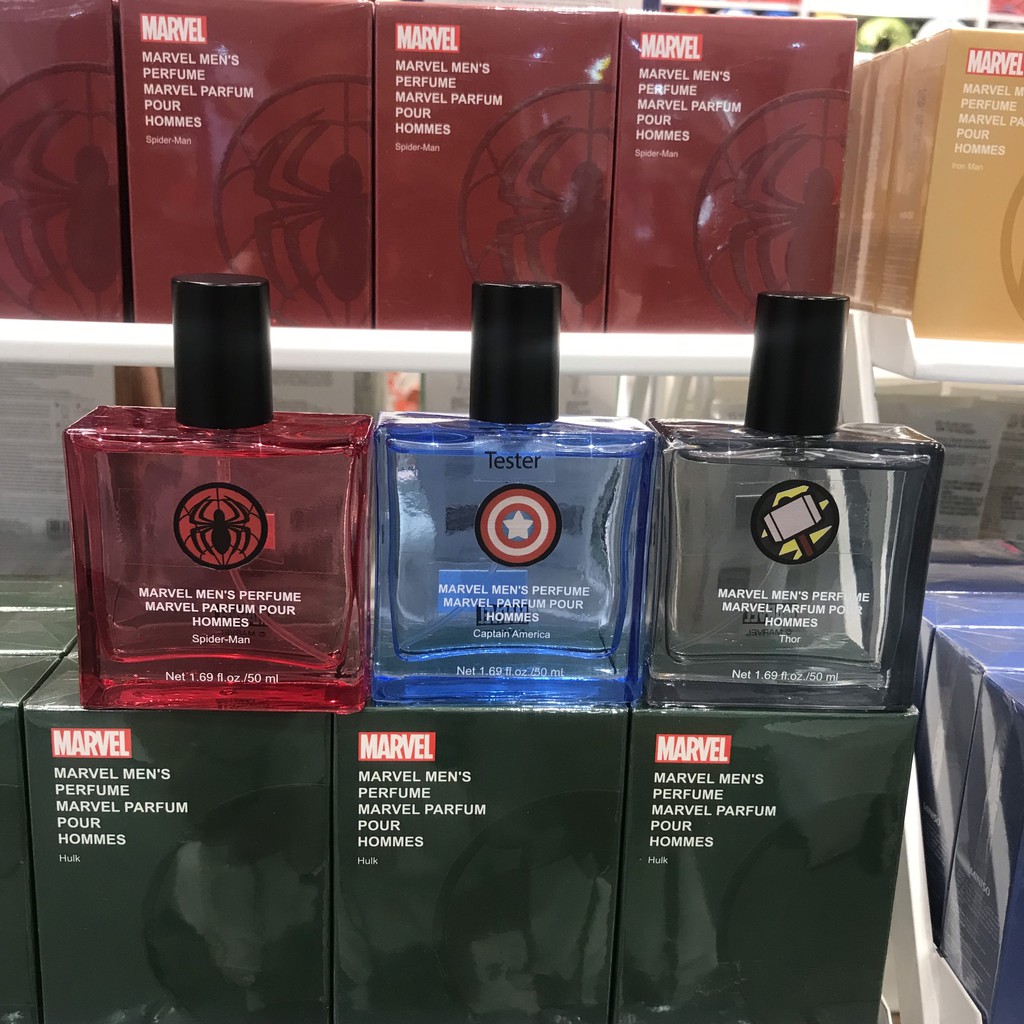 MARVEL
MARVEL MEN'S
PERFUME
MARVEL PARFUM
POUR
HOMMES
Spider-Man
MARVEL
MARVEL MEN'S
PERFUME
MARVEL PARFUM
POUR
HOMMES
Spider-Man
MARVEL
MARVEL MEN'S
PERFUME
MARVEL PARFUM
POUR
HOMMES
Spider-Man
MARVEL
MARVEL M
PERFUME
MARVEL PA
POUR
HOMMES
Iron Man
MARVEL MEN'S PERFUME
MARVEL PARFUM POUR
HOMMES
Spider-Man
Net 1.69 fl.oz./50 ml
Tester
MARVEL MEN'S PERFUME
MARVEL PARFUM POUR
HOMMES
Captain America
Net 1.69 fl.oz./50 ml
MARVEL MEN'S PERFUME
MARVEL PARFUM POUR
HOMMES
Thor
Net 1.69 fl.oz./50 ml
MARVEL
MARVEL MEN'S
PERFUME
MARVEL PARFUM
POUR
HOMMES
Hulk
MARVEL
MARVEL MEN'S
PERFUME
MARVEL PARFUM
POUR
HOMMES
Hulk
MARVEL
MARVEL MEN'S
PERFUME
MARVEL PARFUM
POUR
HOMMES
Hulk